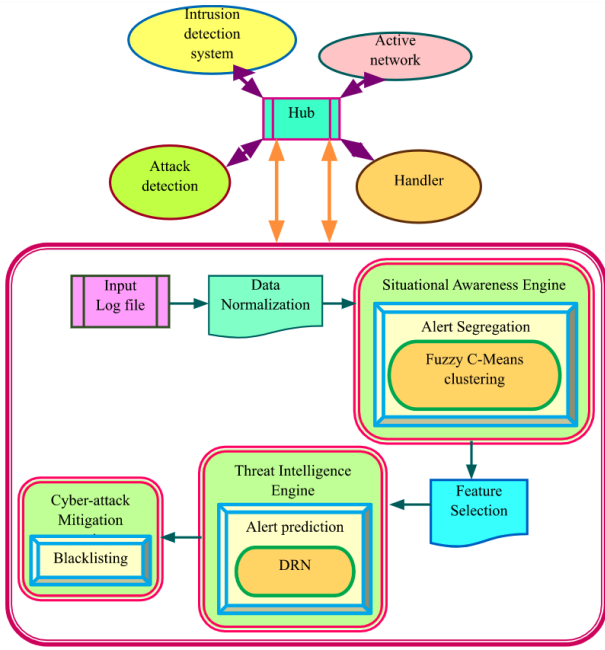 Intrusion
detection
system
Active
network
Hub
Attack
detection
Handler
Input
Log file
Data
Normalization
Situational Awareness Engine
Alert Segregation
Fuzzy C-Means
clustering
Threat Intelligence
Engine
Alert prediction
DRN
Feature
Selection
Cyber-attack
Mitigation
Blacklisting